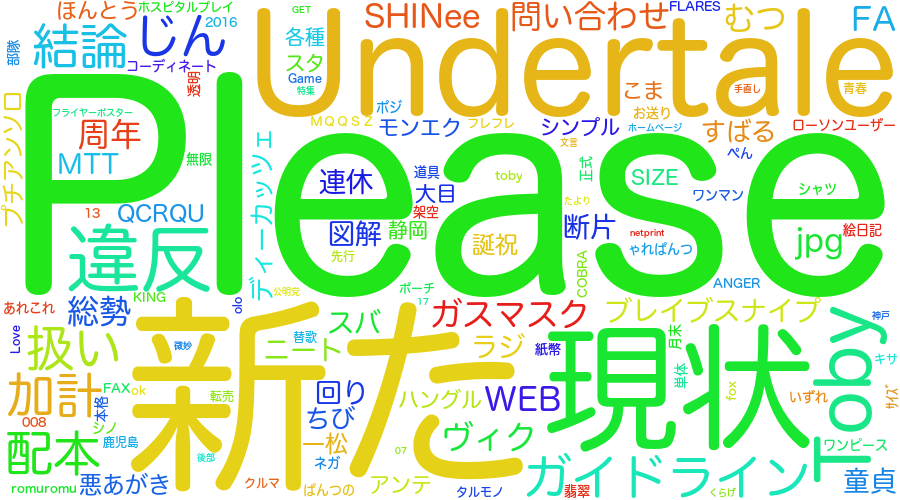 ほんとう
ホスピタルプレイ
2016
GET
SHINee
問い合わせ
FLARES
むつ
FA
部隊
結論
じん
各種
コーディネート
透明
スタ
Game
特集
Undertale
こま
手直し
青春
プチアンソロ
フライヤーポスター
周年
MTT
無限
ポジ
MQQSZ
モンエク
フレフレ
お送り
シンプル
文言
ホームページ
すばる
ローソンユーザー
ぺん
Please
ディーカッツェ
連休
道具
大目
架空
toby
正式
SIZE
ワンマン
シャツ
13
QCRQU
図解
静岡
誕祝
たより
断片
netprint
ゃれぱんつ
jpg
絵日記
違反
先行
COBRA
ANGER
KING
olo
公明党
ポーチ
17
あれこれ
総勢
替歌
スバ
ガスマスク
ブレイブスナイプ
神戸
Love
扱い
微妙
ニート
ラジ
紙幣
月末
Toby
キサ
新た
現状
加計
FAX
ok
本格
転売
回り
ハングル
WEB
単体
fox
いずれ
サイズ
008
シノ
鹿児島
ちび
配本
後部
一松
ネガ
07
ヴィク
ワンピース
romuromu
悪あがき
クルマ
ぱんつの
アンテ
タルモノ
ガイドライン
翡翠
くらげ
童貞